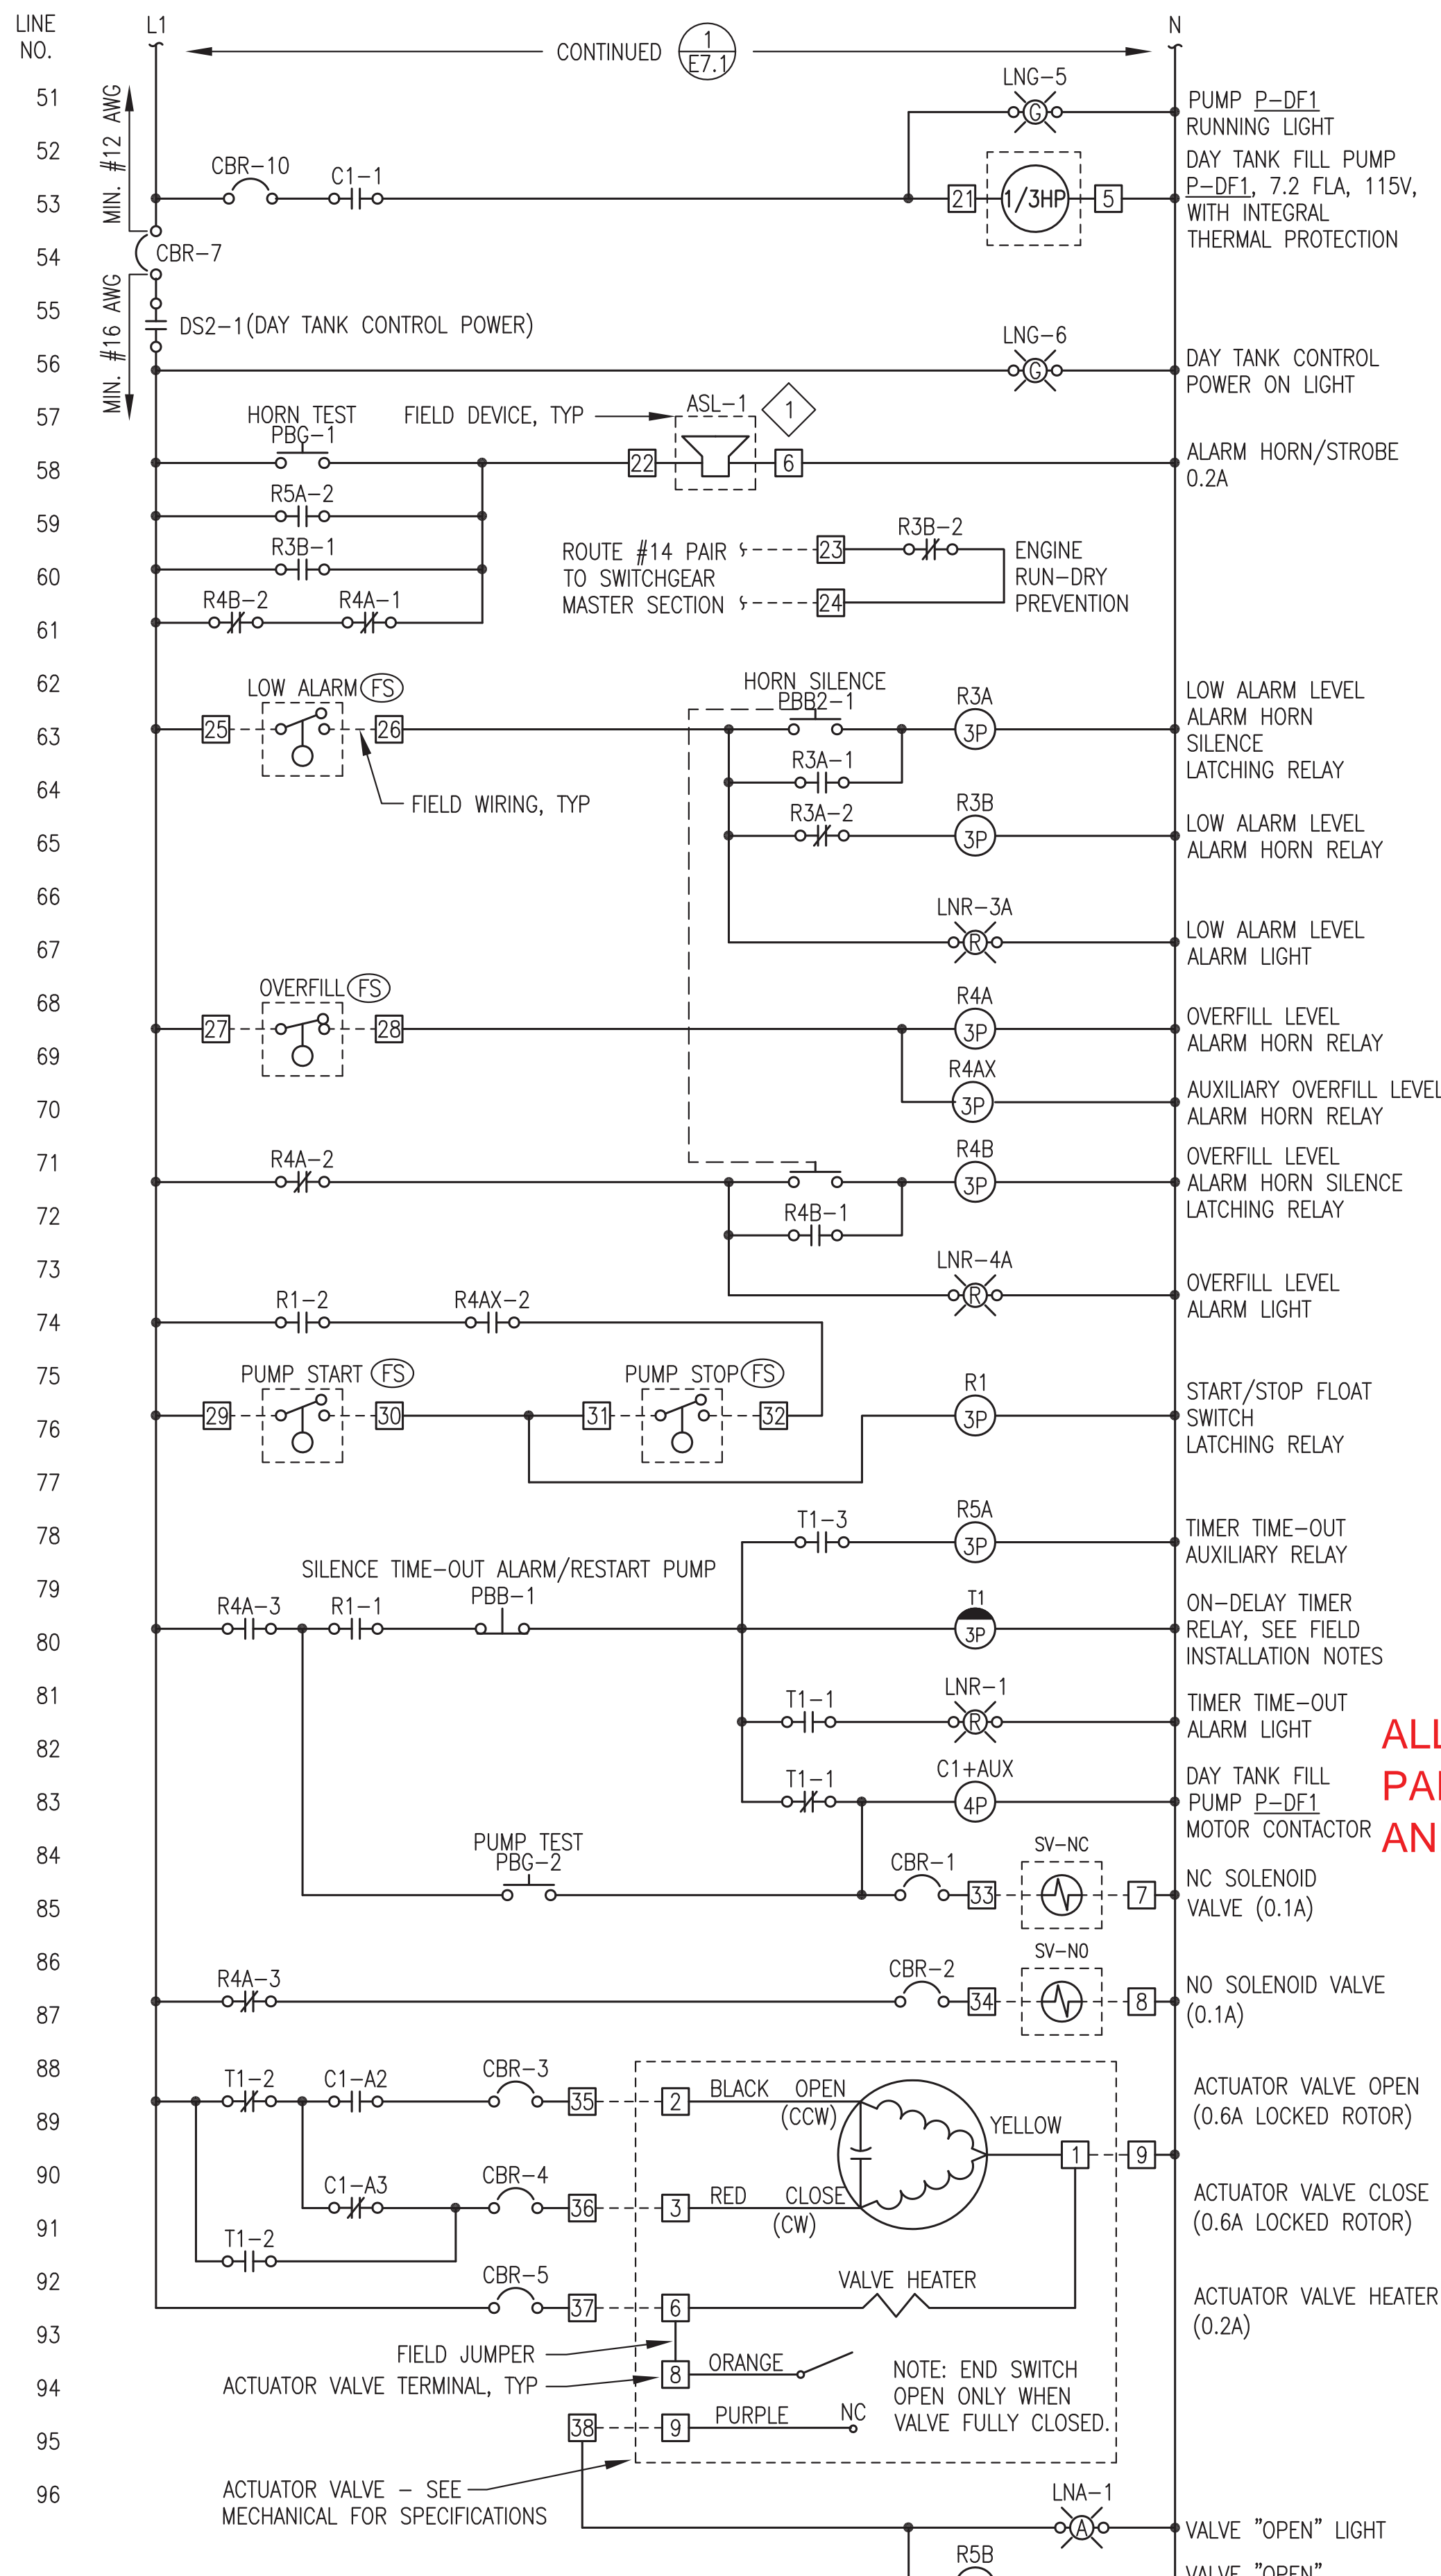 LINE
NO.
L1
N
CONTINUED
1
E7.1
51
52
53
54
55
56
57
58
59
60
61
62
63
64
65
66
67
68
69
70
71
72
73
74
75
76
77
78
79
80
81
82
83
84
85
86
87
88
89
90
91
92
93
94
95
96
MIN. #12 AWG
MIN. #16 AWG
LNG-5
G
PUMP P-DF1
RUNNING LIGHT
CBR-10
C1-1
21
1/3HP
5
DAY TANK FILL PUMP
P-DF1, 7.2 FLA, 115V,
WITH INTEGRAL
THERMAL PROTECTION
CBR-7
DS2-1(DAY TANK CONTROL POWER)
LNG-6
G
DAY TANK CONTROL
POWER ON LIGHT
HORN TEST
PBG-1
FIELD DEVICE, TYP
ASL-1
1
22
6
ALARM HORN/STROBE
0.2A
R5A-2
R3B-1
R4B-2
R4A-1
ROUTE #14 PAIR
TO SWITCHGEAR
MASTER SECTION
23
24
R3B-2
ENGINE
RUN-DRY
PREVENTION
LOW ALARM
FS
25
26
FIELD WIRING, TYP
HORN SILENCE
PBB2-1
R3A
3P
LOW ALARM LEVEL
ALARM HORN
SILENCE
LATCHING RELAY
R3A-1
R3A-2
R3B
3P
LOW ALARM LEVEL
ALARM HORN RELAY
LNR-3A
R
LOW ALARM LEVEL
ALARM LIGHT
OVERFILL
FS
27
28
R4A
3P
OVERFILL LEVEL
ALARM HORN RELAY
R4AX
3P
AUXILIARY OVERFILL LEVEL
ALARM HORN RELAY
R4A-2
R4B
3P
OVERFILL LEVEL
ALARM HORN SILENCE
LATCHING RELAY
R4B-1
LNR-4A
R
OVERFILL LEVEL
ALARM LIGHT
R1-2
R4AX-2
PUMP START
FS
29
30
PUMP STOP
FS
31
32
R1
3P
START/STOP FLOAT
SWITCH
LATCHING RELAY
T1-3
R5A
3P
TIMER TIME-OUT
AUXILIARY RELAY
SILENCE TIME-OUT ALARM/RESTART PUMP
R4A-3
R1-1
PBB-1
T1
3P
ON-DELAY TIMER
RELAY, SEE FIELD
INSTALLATION NOTES
T1-1
LNR-1
R
TIMER TIME-OUT
ALARM LIGHT
ALL
PAI
AN
T1-1
C1+AUX
4P
DAY TANK FILL
PUMP P-DF1
MOTOR CONTACTOR
PUMP TEST
PBG-2
CBR-1
33
SV-NC
7
NC SOLENOID
VALVE (0.1A)
R4A-3
CBR-2
34
SV-NO
8
NO SOLENOID VALVE
(0.1A)
T1-2
C1-A2
CBR-3
35
2
BLACK OPEN
(CCW)
YELLOW
1
9
ACTUATOR VALVE OPEN
(0.6A LOCKED ROTOR)
C1-A3
CBR-4
36
3
RED CLOSE
(CW)
ACTUATOR VALVE CLOSE
(0.6A LOCKED ROTOR)
T1-2
CBR-5
37
6
VALVE HEATER
ACTUATOR VALVE HEATER
(0.2A)
FIELD JUMPER
ACTUATOR VALVE TERMINAL, TYP
8
ORANGE
NOTE: END SWITCH
OPEN ONLY WHEN
VALVE FULLY CLOSED.
38
9
PURPLE
NC
ACTUATOR VALVE - SEE
MECHANICAL FOR SPECIFICATIONS
LNA-1
A
VALVE "OPEN" LIGHT
R5B
VALVE "OPEN"